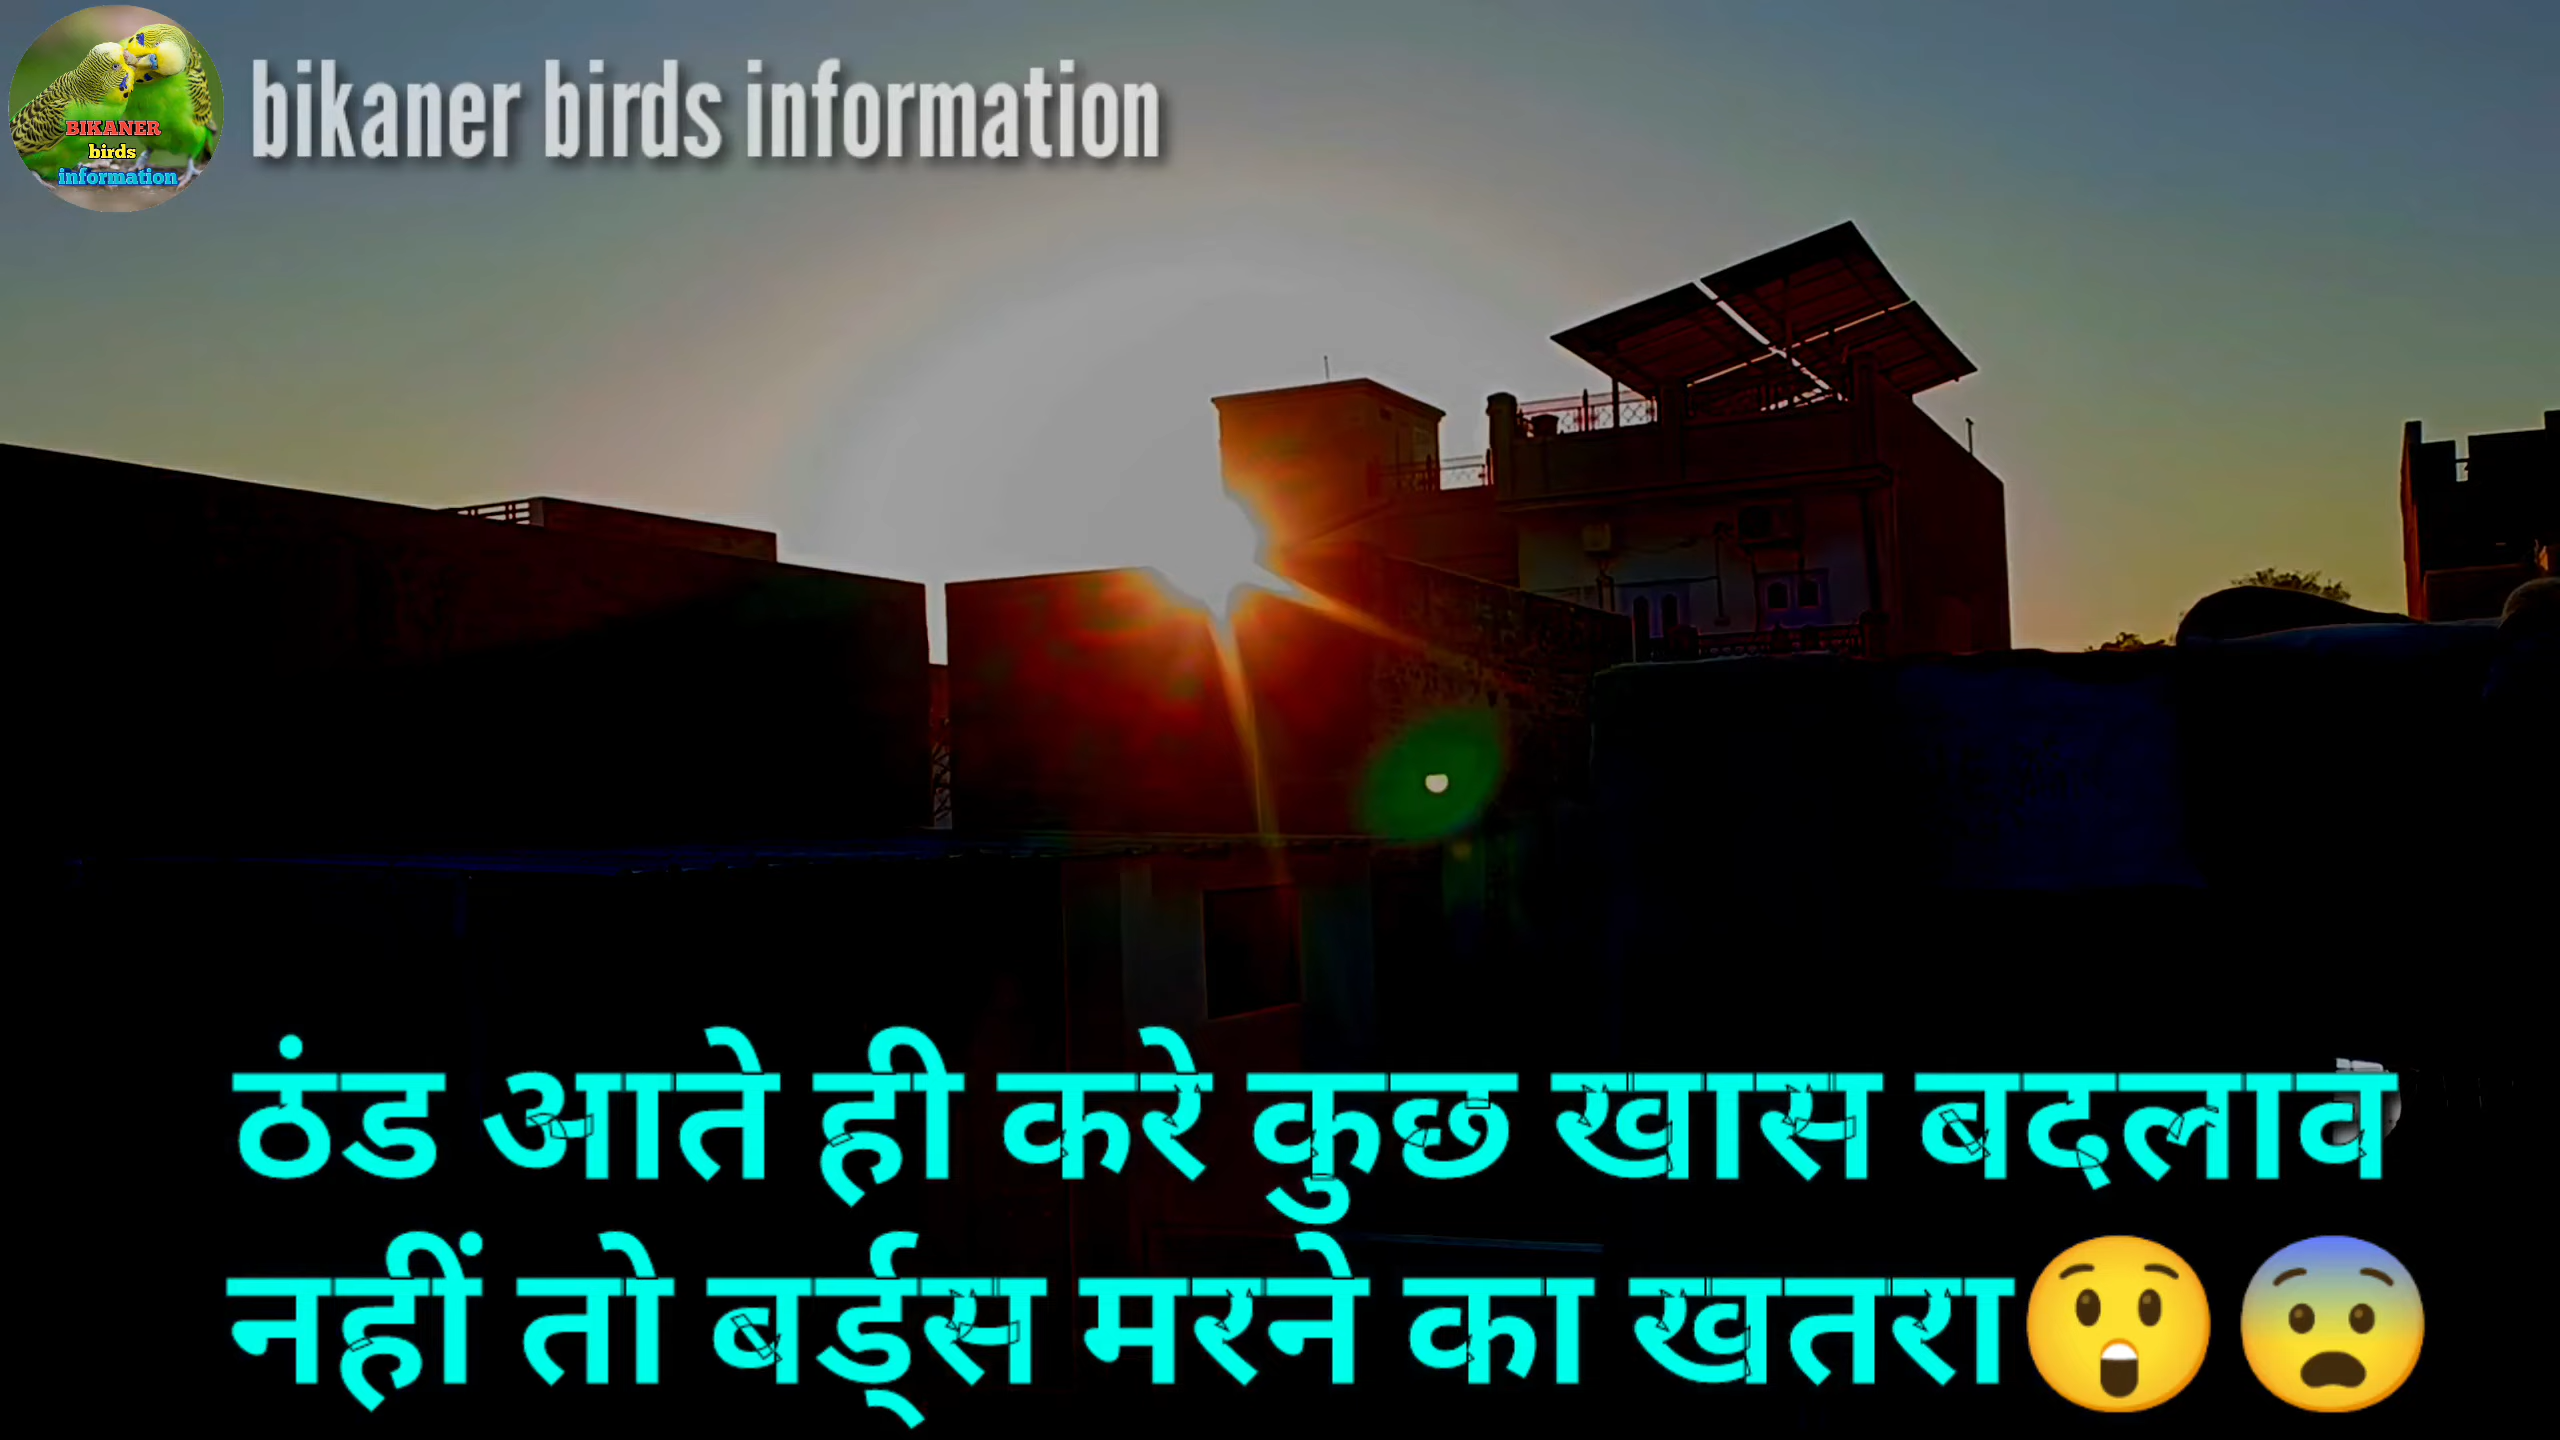 BIKANER
birds
information
bikaner birds information
ठंड आते ही करे कुछ खास बदलाव
नहीं तो बर्ड्स मरने का खतरा😲😨